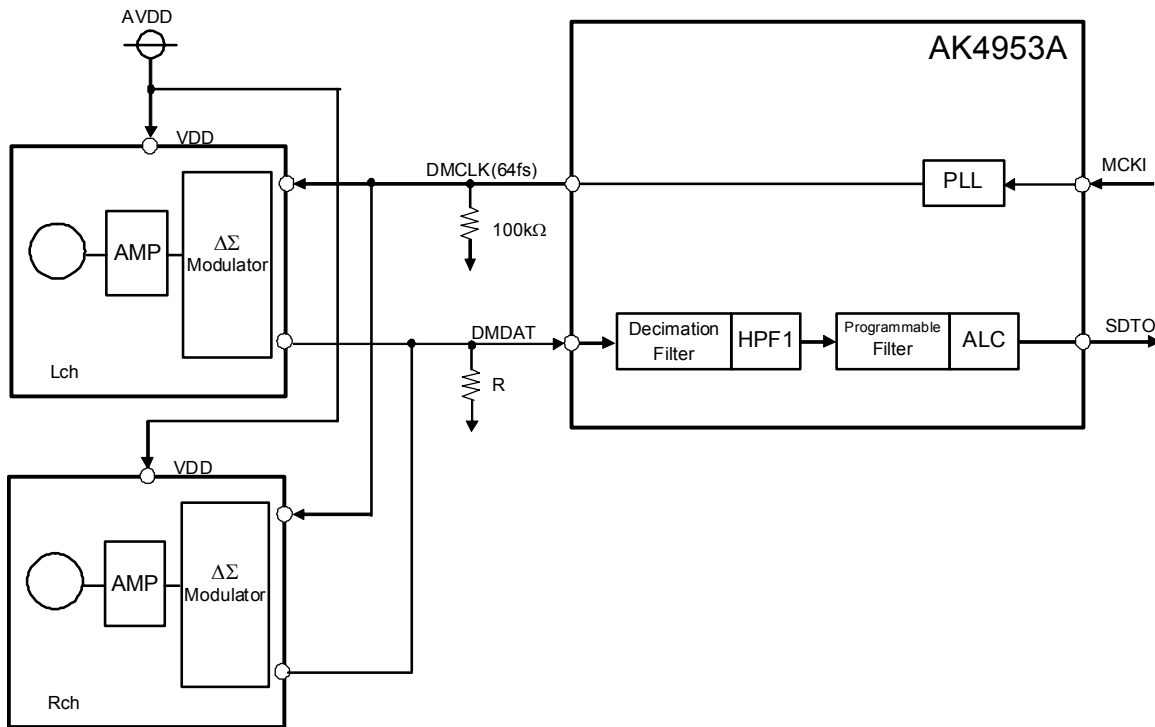 AVDD
AK4953A
VDD
DMCLK(64fs)
MCKI
PLL
100kΩ
AMP
ΔΣ
Modulator
Lch
DMDAT
Decimation
Filter
HPF1
Programmable
Filter
ALC
SDTO
R
VDD
AMP
ΔΣ
Modulator
Rch